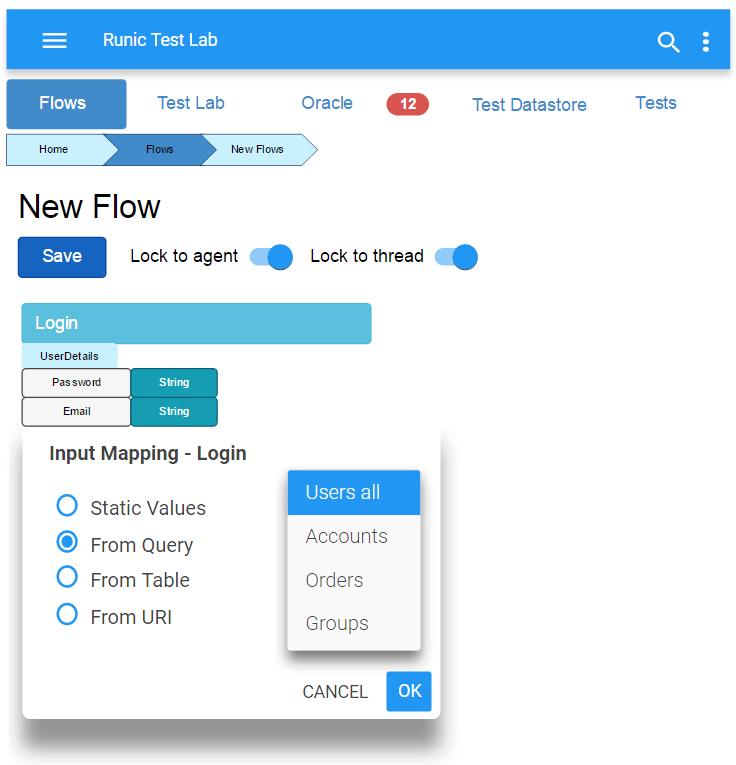 Runic Test Lab
Flows Test Lab Oracle 12 Test Datastore Tests
Home Flows New Flows
New Flow
Save Lock to agent Lock to thread
Login
UserDetails
Password String
Email String
Input Mapping - Login
Static Values
From Query
From Table
From URI
Users all
Accounts
Orders
Groups
CANCEL OK